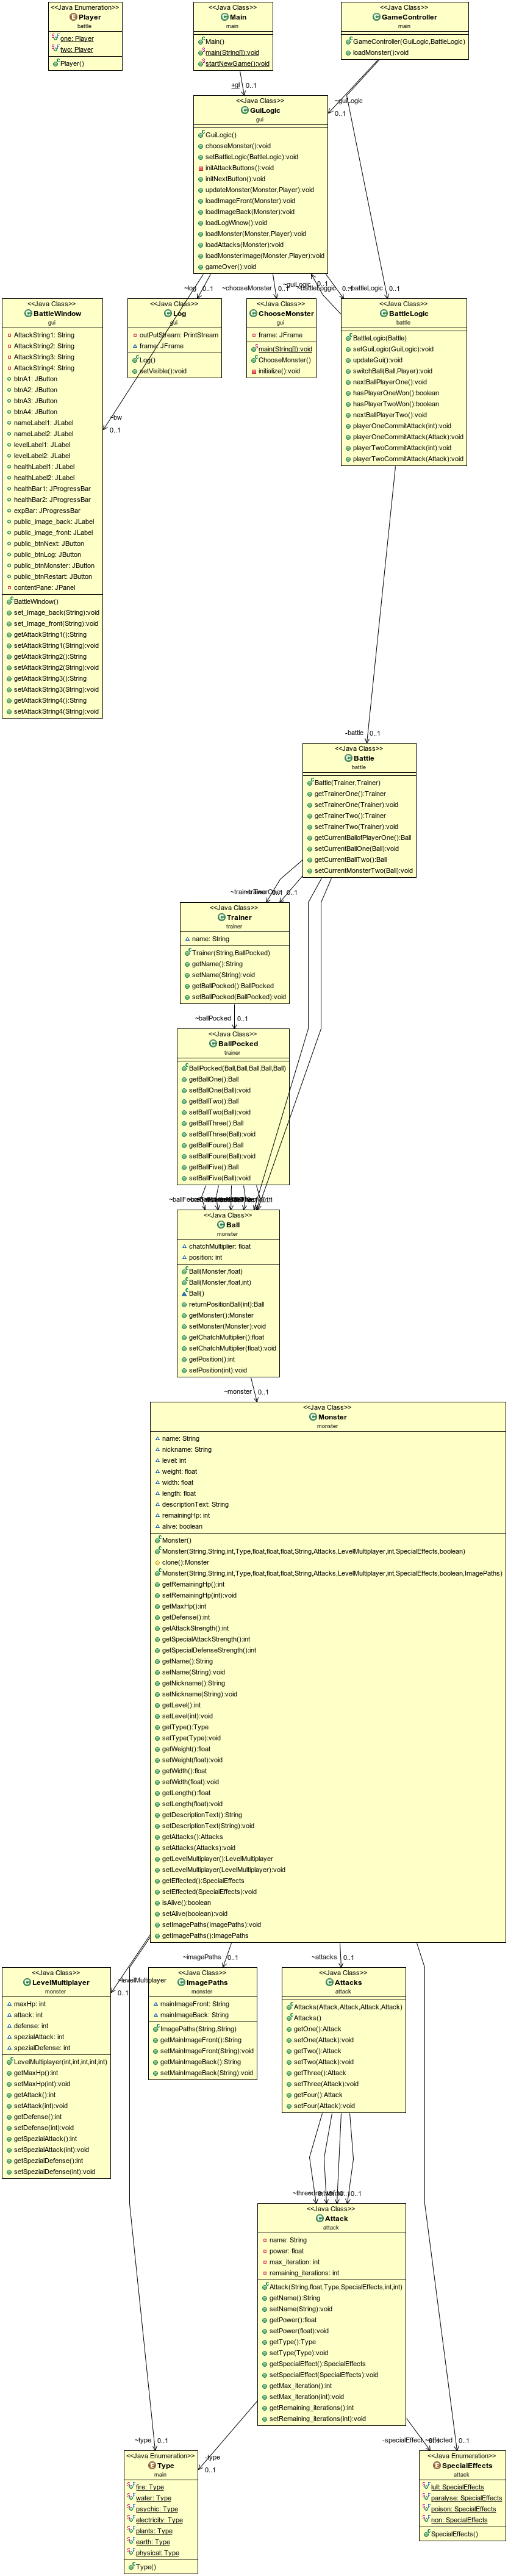 <<Java Enumeration>>
Player
battle
one: Player
two: Player
Player()
<<Java Class>>
Main
main
Main()
main(String[]):void
startNewGame():void
<<Java Class>>
GameController
main
GameController(GuiLogic,BattleLogic)
loadMonster():void
0..1
~guiLogic
0..1
<<Java Class>>
GuiLogic
gui
GuiLogic()
chooseMonster():void
setBattleLogic(BattleLogic):void
initAttackButtons():void
initNextButton():void
updateMonster(Monster,Player):void
loadImageFront(Monster):void
loadImageBack(Monster):void
loadLogWinow():void
loadMonster(Monster,Player):void
loadAttacks(Monster):void
loadMonsterImage(Monster,Player):void
gameOver():void
~log
0..1
~chooseMonster
0..1
~guiLogic
0..1
~battleLogic
0..1
<<Java Class>>
BattleWindow
gui
AttackString1: String
AttackString2: String
AttackString3: String
AttackString4: String
btnA1: JButton
btnA2: JButton
btnA3: JButton
btnA4: JButton
nameLabel1: JLabel
nameLabel2: JLabel
levelLabel1: JLabel
levelLabel2: JLabel
healthLabel1: JLabel
healthLabel2: JLabel
healthBar1: JProgressBar
healthBar2: JProgressBar
expBar: JProgressBar
public_image_back: JLabel
public_image_front: JLabel
public_btnNext: JButton
public_btnLog: JButton
public_btnMonster: JButton
public_btnRestart: JButton
contentPane: JPanel
BattleWindow()
set_Image_back(String):void
set_Image_front(String):void
getAttackString1():String
setAttackString1(String):void
getAttackString2():String
setAttackString2(String):void
getAttackString3():String
setAttackString3(String):void
getAttackString4():String
setAttackString4(String):void
~bw
0..1
<<Java Class>>
Log
gui
outPutStream: PrintStream
frame: JFrame
Log()
setVisible():void
<<Java Class>>
ChooseMonster
gui
frame: JFrame
main(String[]):void
ChooseMonster()
initialize():void
<<Java Class>>
BattleLogic
battle
BattleLogic(Battle)
setGuiLogic(GuiLogic):void
updateGui():void
switchBall(Ball,Player):void
nextBallPlayerOne():void
hasPlayerOneWon():boolean
hasPlayerTwoWon():boolean
nextBallPlayerTwo():void
playerOneCommitAttack(int):void
playerOneCommitAttack(Attack):void
playerTwoCommitAttack(int):void
playerTwoCommitAttack(Attack):void
-battle
0..1
<<Java Class>>
Battle
battle
Battle(Trainer,Trainer)
getTrainerOne():Trainer
setTrainerOne(Trainer):void
getTrainerTwo():Trainer
setTrainerTwo(Trainer):void
getCurrentBallofPlayerOne():Ball
setCurrentBallOne(Ball):void
getCurrentBallTwo():Ball
setCurrentMonsterTwo(Ball):void
0..1
<<Java Class>>
Trainer
trainer
name: String
Trainer(String,BallPocked)
getName():String
setName(String):void
getBallPocked():BallPocked
setBallPocked(BallPocked):void
~ballPocked
0..1
<<Java Class>>
BallPocked
trainer
BallPocked(Ball,Ball,Ball,Ball,Ball)
getBallOne():Ball
setBallOne(Ball):void
getBallTwo():Ball
setBallTwo(Ball):void
getBallThree():Ball
setBallThree(Ball):void
getBallFoure():Ball
setBallFoure(Ball):void
getBallFive():Ball
setBallFive(Ball):void
<<Java Class>>
Ball
monster
chatchMultiplier: float
position: int
Ball(Monster,float)
Ball(Monster,float,int)
Ball()
returnPositionBall(int):Ball
getMonster():Monster
setMonster(Monster):void
getChatchMultiplier():float
setChatchMultiplier(float):void
getPosition():int
setPosition(int):void
~monster
0..1
<<Java Class>>
Monster
monster
name: String
nickname: String
level: int
weight: float
width: float
length: float
descriptionText: String
remainingHp: int
alive: boolean
Monster()
Monster(String,String,int,Type,float,float,float,String,Attacks,LevelMultiplayer,int,SpecialEffects,boolean)
clone():Monster
Monster(String,String,int,Type,float,float,float,String,Attacks,LevelMultiplayer,int,SpecialEffects,boolean,ImagePaths)
getRemainingHp():int
setRemainingHp(int):void
getMaxHp():int
getDefense():int
getAttackStrength():int
getSpecialAttackStrength():int
getSpecialDefenseStrength():int
getName():String
setName(String):void
getNickname():String
setNickname(String):void
getLevel():int
setLevel(int):void
getType():Type
setType(Type):void
getWeight():float
setWeight(float):void
getWidth():float
setWidth(float):void
getLength():float
setLength(float):void
getDescriptionText():String
setDescriptionText(String):void
getAttacks():Attacks
setAttacks(Attacks):void
getLevelMultiplayer():LevelMultiplayer
setLevelMultiplayer(LevelMultiplayer):void
getEffected():SpecialEffects
setEffected(SpecialEffects):void
isAlive():boolean
setAlive(boolean):void
setImagePaths(ImagePaths):void
getImagePaths():ImagePaths
~imagePaths
0..1
~attacks
0..1
<<Java Class>>
LevelMultiplayer
monster
maxHp: int
attack: int
defense: int
spezialAttack: int
spezialDefense: int
LevelMultiplayer(int,int,int,int,int)
getMaxHp():int
setMaxHp(int):void
getAttack():int
setAttack(int):void
getDefense():int
setDefense(int):void
getSpezialAttack():int
setSpezialAttack(int):void
getSpezialDefense():int
setSpezialDefense(int):void
~levelMultiplayer
0..1
<<Java Class>>
ImagePaths
monster
mainImageFront: String
mainImageBack: String
ImagePaths(String,String)
getMainImageFront():String
setMainImageFront(String):void
getMainImageBack():String
setMainImageBack(String):void
<<Java Class>>
Attacks
attack
Attacks(Attack,Attack,Attack,Attack)
Attacks()
getOne():Attack
setOne(Attack):void
getTwo():Attack
setTwo(Attack):void
getThree():Attack
setThree(Attack):void
getFour():Attack
setFour(Attack):void
0..1
<<Java Class>>
Attack
attack
name: String
power: float
max_iteration: int
remaining_iterations: int
Attack(String,float,Type,SpecialEffects,int,int)
getName():String
setName(String):void
getPower():float
setPower(float):void
getType():Type
setType(Type):void
getSpecialEffect():SpecialEffects
setSpecialEffect(SpecialEffects):void
getMax_iteration():int
setMax_iteration(int):void
getRemaining_iterations():int
setRemaining_iterations(int):void
~type
0..1
-type
0..1
-specialEffect
~effected
0..1
<<Java Enumeration>>
Type
main
fire: Type
water: Type
psychic: Type
electricity: Type
plants: Type
earth: Type
physical: Type
Type()
<<Java Enumeration>>
SpecialEffects
attack
lull: SpecialEffects
paralyse: SpecialEffects
poison: SpecialEffects
non: SpecialEffects
SpecialEffects()